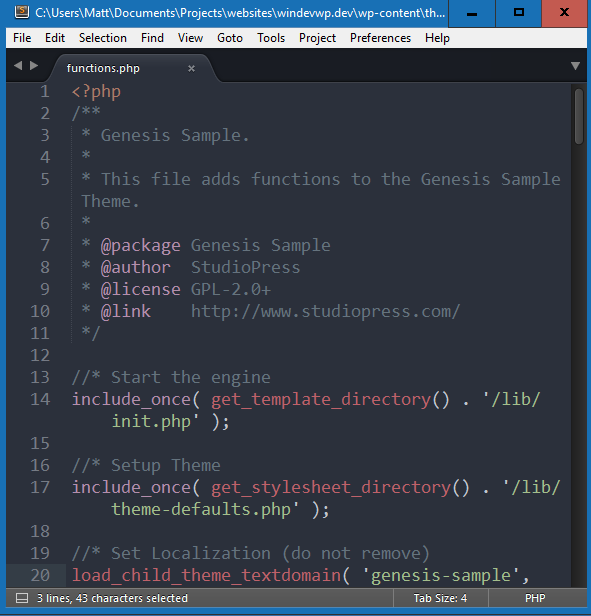 C:\Users\Matt\Documents\Projects\websites\windevwp.dev\wp-content\th...
File Edit Selection Find View Goto Tools Project Preferences Help
functions.php ×
1 <?php
2 /**
3  * Genesis Sample.
4  *
5  * This file adds functions to the Genesis Sample
Theme.
6  *
7  * @package Genesis Sample
8  * @author  StudioPress
9  * @license GPL-2.0+
10  * @link    http://www.studiopress.com/
11  */
12
13 //* Start the engine
14 include_once( get_template_directory() . '/lib/
init.php' );
15
16 //* Setup Theme
17 include_once( get_stylesheet_directory() . '/lib/
theme-defaults.php' );
18
19 //* Set Localization (do not remove)
20 load_child_theme_textdomain( 'genesis-sample',
3 lines, 43 characters selected Tab Size: 4 PHP